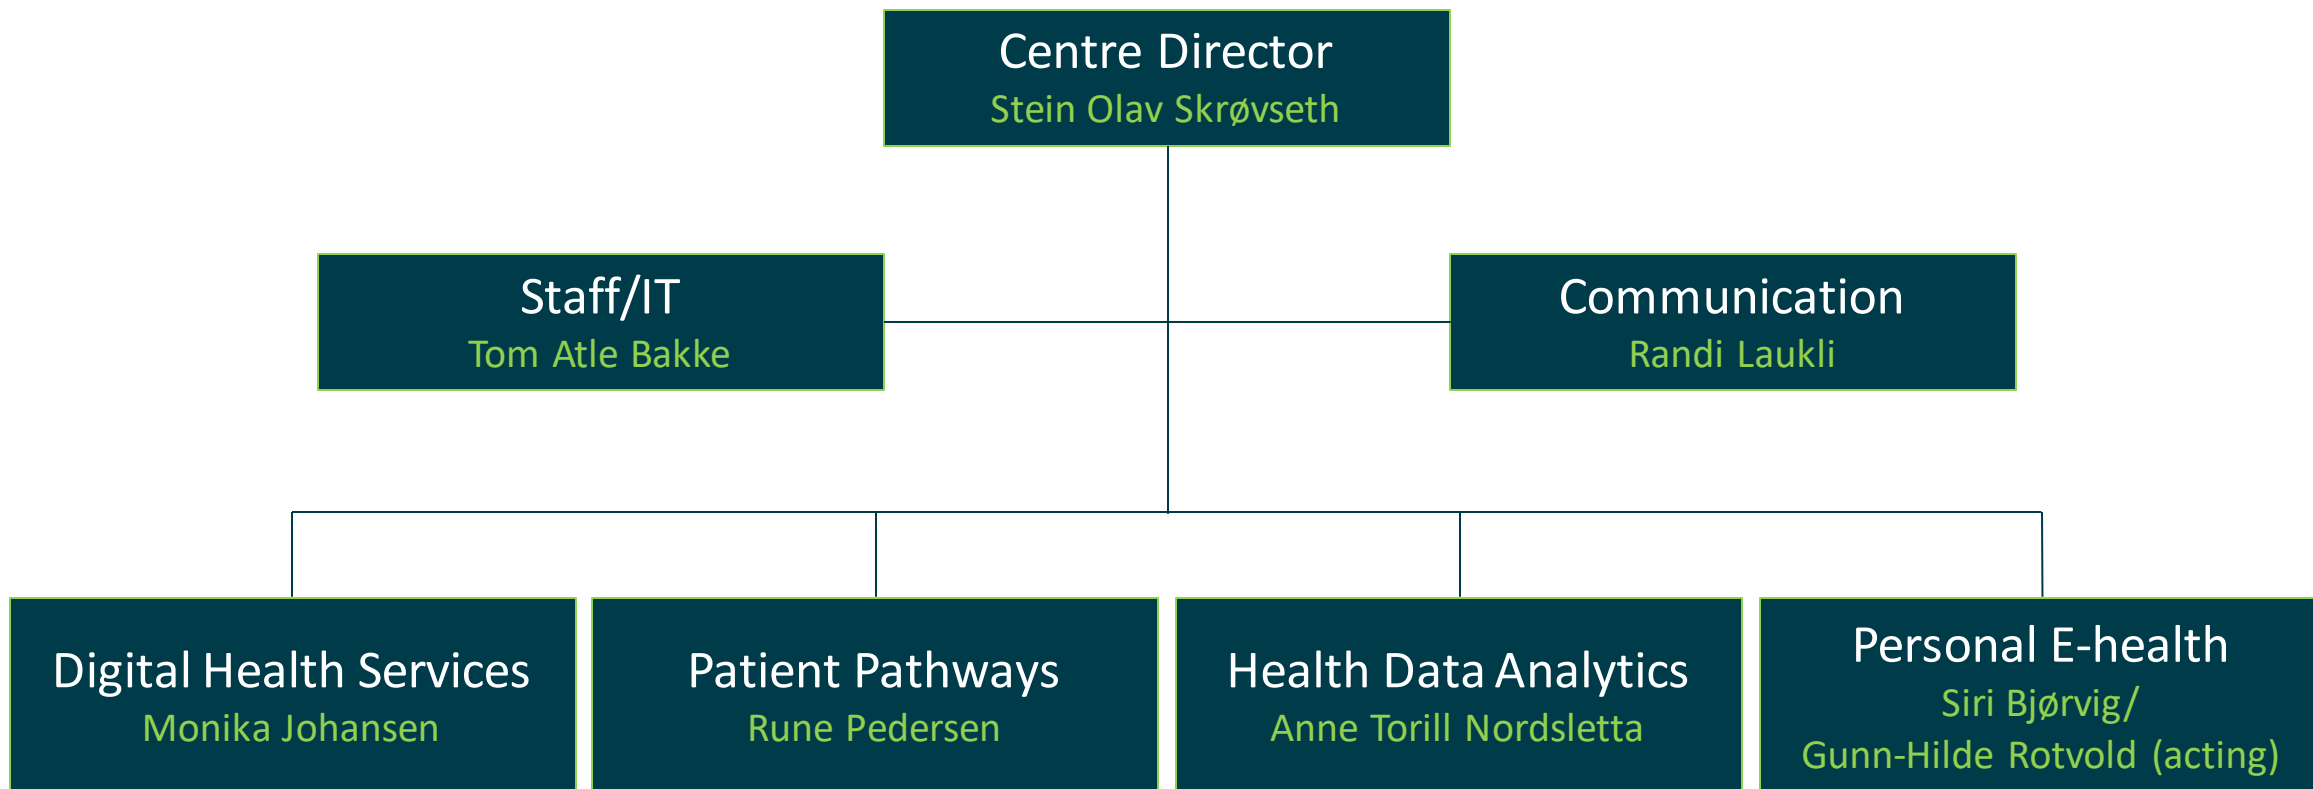 Centre Director
Stein Olav Skrøvseth
Staff/IT
Tom Atle Bakke
Communication
Randi Laukli
Digital Health Services
Monika Johansen
Patient Pathways
Rune Pedersen
Health Data Analytics
Anne Torill Nordsletta
Personal E-health
Siri Bjørvig/
Gunn-Hilde Rotvold (acting)